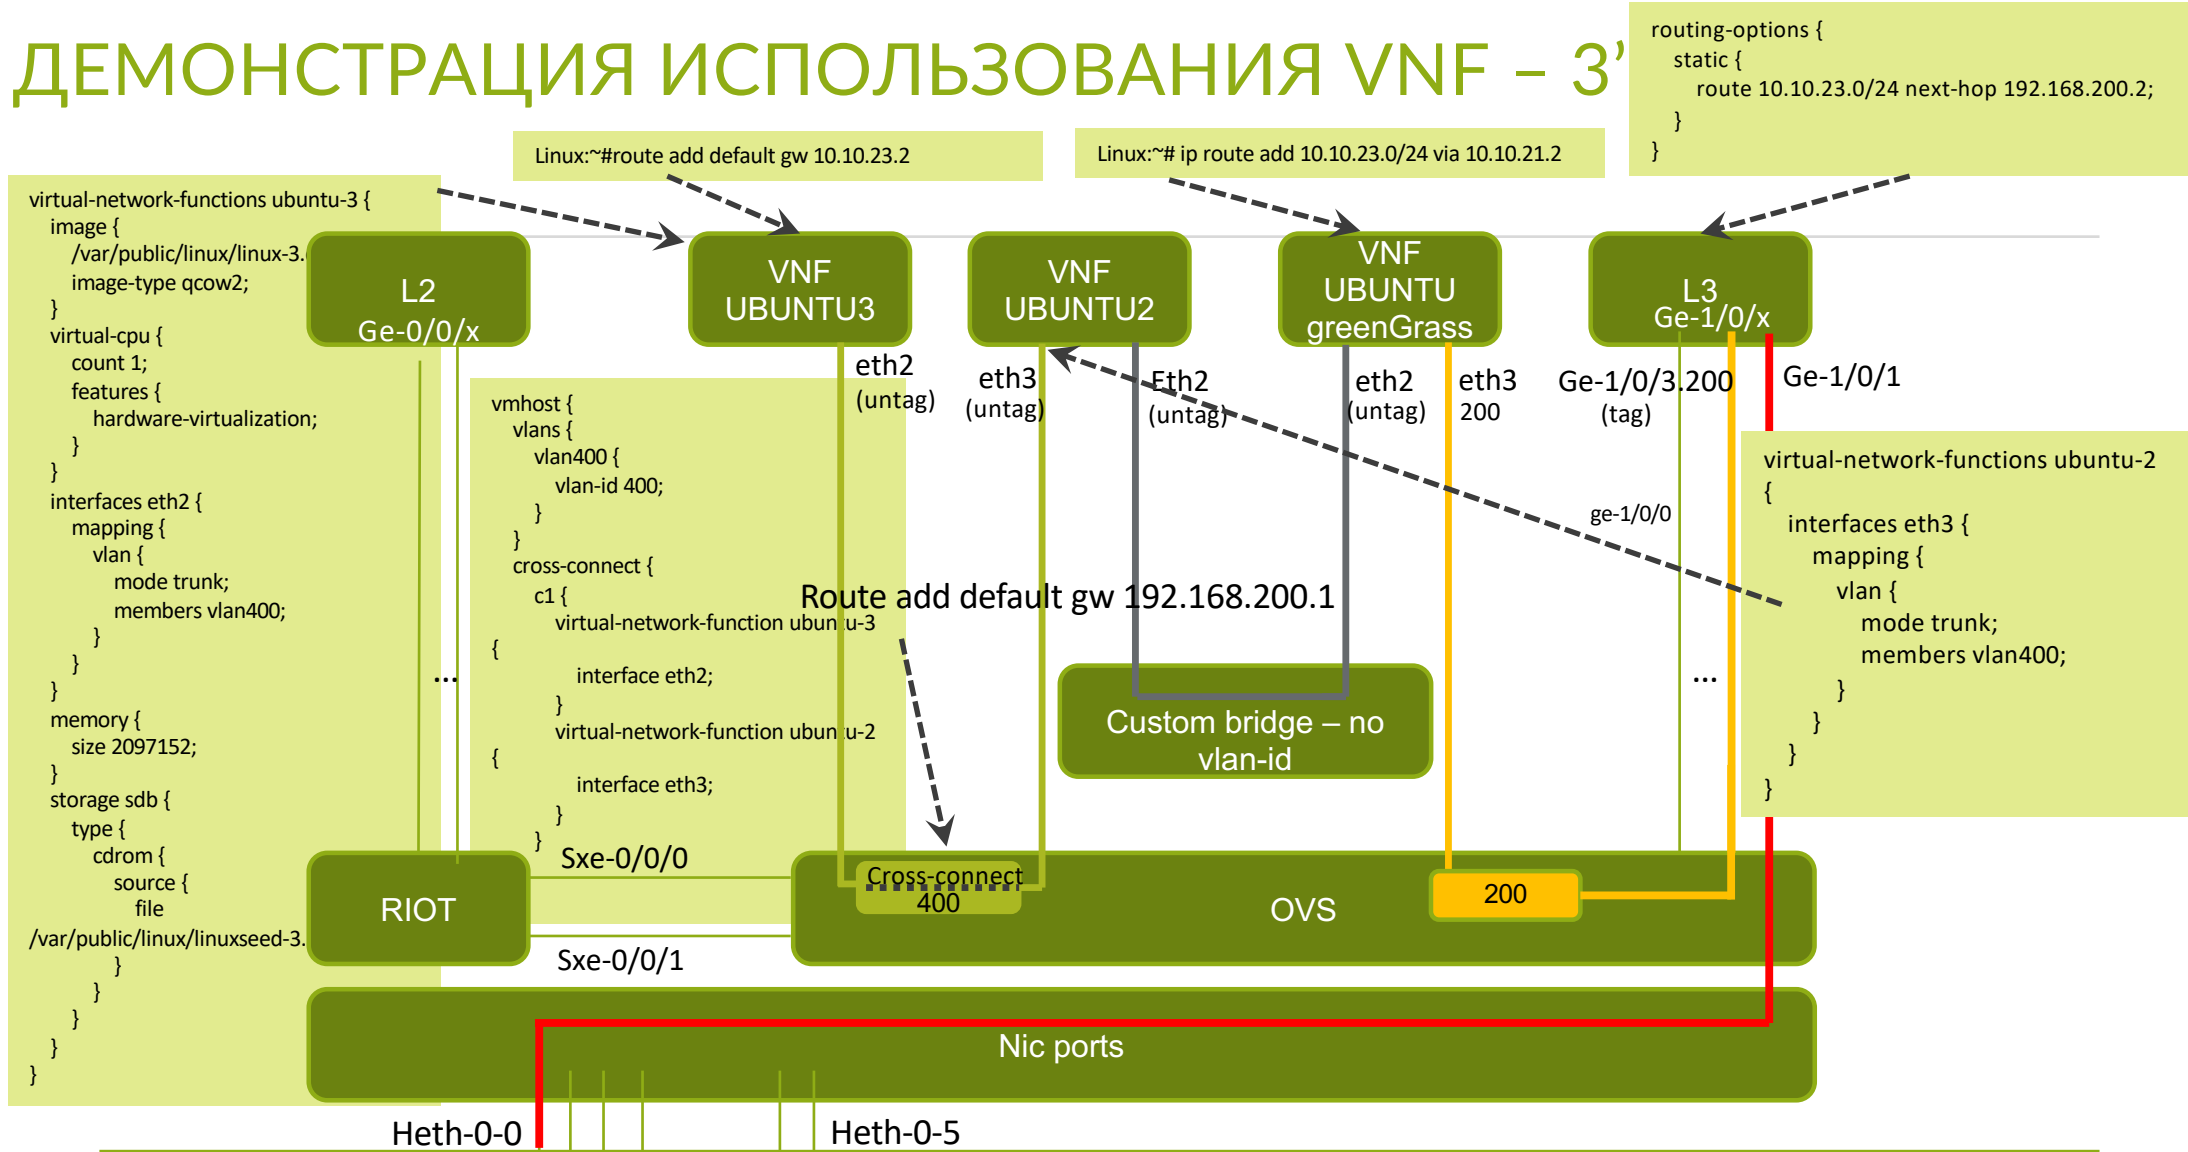 ДЕМОНСТРАЦИЯ ИСПОЛЬЗОВАНИЯ VNF – 3’
routing-options {
static {
route 10.10.23.0/24 next-hop 192.168.200.2;
}
}
Linux:~#route add default gw 10.10.23.2
Linux:~# ip route add 10.10.23.0/24 via 10.10.21.2
virtual-network-functions ubuntu-3 {
image {
/var/public/linux/linux-3.
image-type qcow2;
}
virtual-cpu {
count 1;
features {
hardware-virtualization;
}
}
interfaces eth2 {
mapping {
vlan {
mode trunk;
members vlan400;
}
}
}
memory {
size 2097152;
}
storage sdb {
type {
cdrom {
source {
file
/var/public/linux/linuxseed-3.
}
}
}
}
}
L2
Ge-0/0/x
VNF
UBUNTU3
VNF
UBUNTU2
VNF
UBUNTU
greenGrass
L3
Ge-1/0/x
eth2
(untag)
eth3
(untag)
Eth2
(untag)
eth2
(untag)
eth3
200
Ge-1/0/3.200
(tag)
Ge-1/0/1
vmhost {
vlans {
vlan400 {
vlan-id 400;
}
}
cross-connect {
c1 {
virtual-network-function ubuntu-3
{
interface eth2;
}
virtual-network-function ubuntu-2
{
interface eth3;
}
}
ge-1/0/0
Route add default gw 192.168.200.1
virtual-network-functions ubuntu-2
{
interfaces eth3 {
mapping {
vlan {
mode trunk;
members vlan400;
}
}
}
}
...
...
Custom bridge – no
vlan-id
Sxe-0/0/0
RIOT
Cross-connect
400
OVS
200
Sxe-0/0/1
Nic ports
Heth-0-0
Heth-0-5